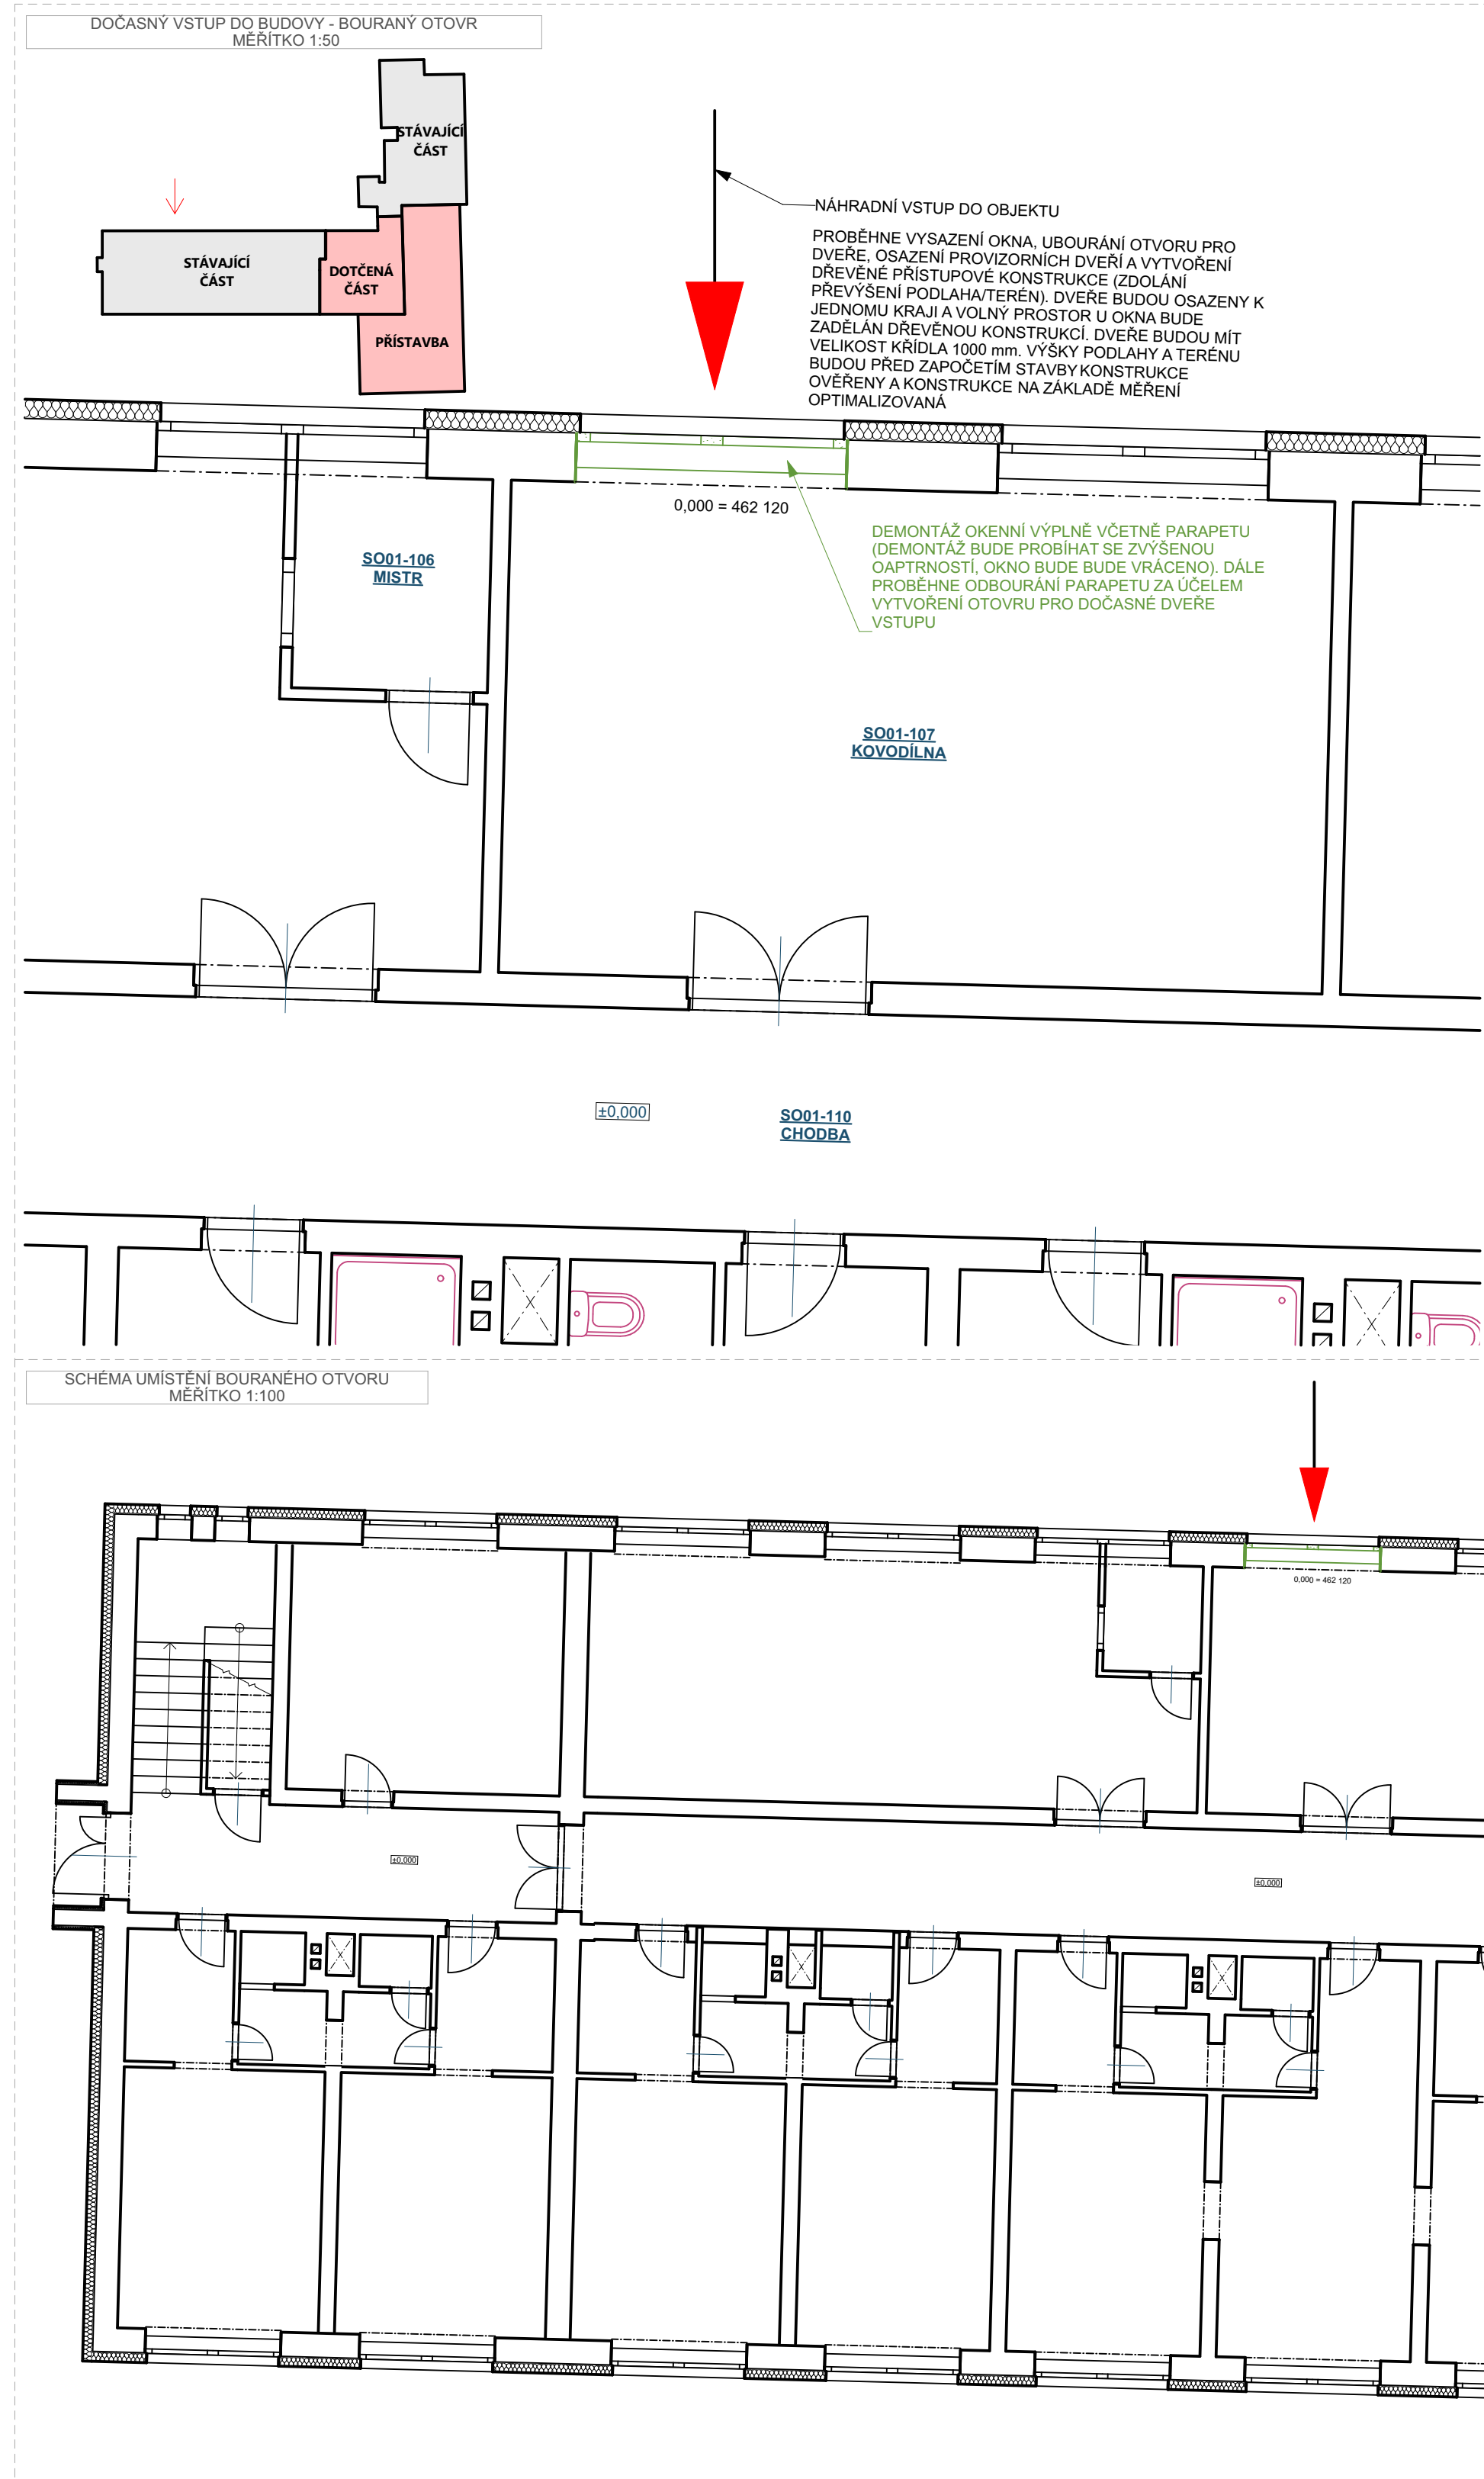 DOČASNÝ VSTUP DO BUDOVY - BOURANÝ OTOVR
MĚŘÍTKO 1:50
STÁVAJÍCÍ
ČÁST
STÁVAJÍCÍ
ČÁST
DOTČENÁ
ČÁST
PŘÍSTAVBA
NÁHRADNÍ VSTUP DO OBJEKTU
PROBĚHNE VYSAZENÍ OKNA, UBOURÁNÍ OTVORU PRO
DVEŘE, OSAZENÍ PROVIZORNÍCH DVEŘÍ A VYTVOŘENÍ
DŘEVĚNÉ PŘÍSTUPOVÉ KONSTRUKCE (ZDOLÁNÍ
PŘEVÝŠENÍ PODLAHA/TERÉN). DVEŘE BUDOU OSAZENY K
JEDNOMU KRAJI A VOLNÝ PROSTOR U OKNA BUDE
ZADĚLÁN DŘEVĚNOU KONSTRUKCÍ. DVEŘE BUDOU MÍT
VELIKOST KŘÍDLA 1000 mm. VÝŠKY PODLAHY A TERÉNU
BUDOU PŘED ZAPOČETÍM STAVBY KONSTRUKCE
OVĚŘENY A KONSTRUKCE NA ZÁKLADĚ MĚŘENÍ
OPTIMALIZOVANÁ
0,000 = 462 120
DEMONTÁŽ OKENNÍ VÝPLNĚ VČETNĚ PARAPETU
(DEMONTÁŽ BUDE PROBÍHAT SE ZVÝŠENOU
OAPTRNOSTÍ, OKNO BUDE BUDE VRÁCENO). DÁLE
PROBĚHNE ODBOURÁNÍ PARAPETU ZA ÚČELEM
VYTVOŘENÍ OTOVRU PRO DOČASNÉ DVEŘE
VSTUPU
SO01-106
MISTR
SO01-107
KOVODÍLNA
±0,000
SO01-110
CHODBA
SCHÉMA UMÍSTĚNÍ BOURANÉHO OTVORU
MĚŘÍTKO 1:100
0,000 = 462 120
±0,000
±0,000